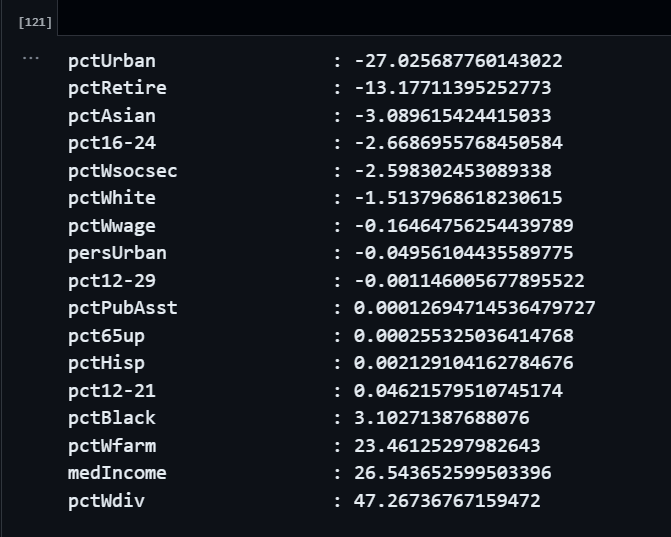 [121]
...
pctUrban : -27.025687760143022
pctRetire : -13.17711395252773
pctAsian : -3.089615424415033
pct16-24 : -2.6686955768450584
pctWsocsec : -2.598302453089338
pctWhite : -1.5137968618230615
pctWwage : -0.16464756254439789
persUrban : -0.04956104435589775
pct12-29 : -0.001146005677895522
pctPubAsst : 0.00012694714536479727
pct65up : 0.000255325036414768
pctHisp : 0.002129104162784676
pct12-21 : 0.04621579510745174
pctBlack : 3.10271387688076
pctWfarm : 23.46125297982643
medIncome : 26.543652599503396
pctWdiv : 47.26736767159472